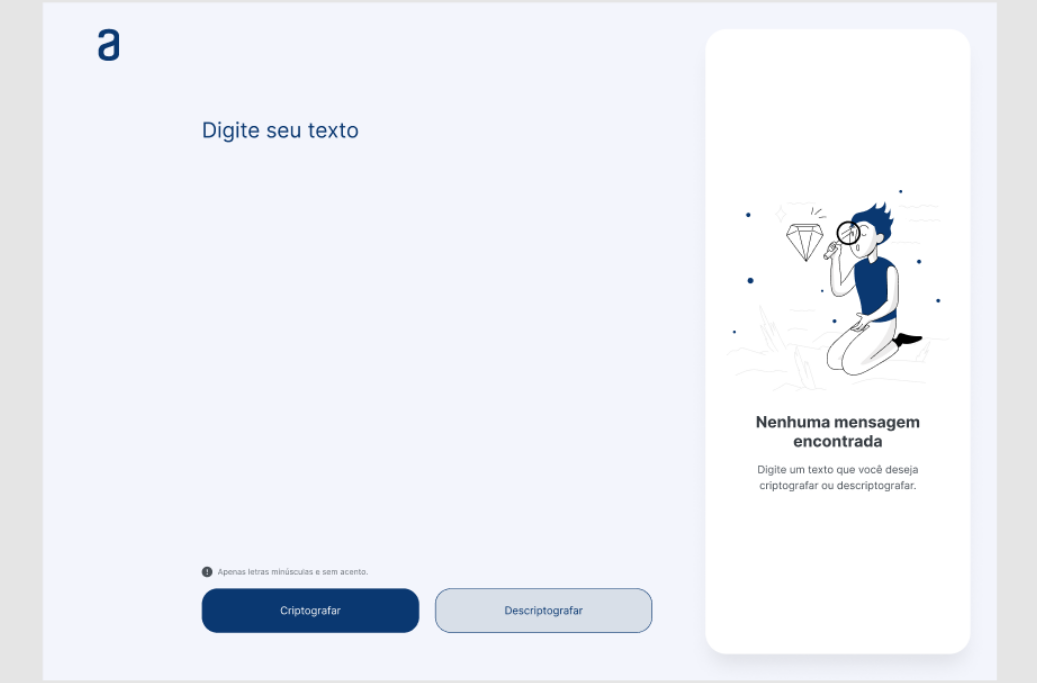 a
Digite seu texto
Apenas letras minúsculas e sem acento.
Criptografar
Descriptografar
Nenhuma mensagem
encontrada
Digite um texto que você deseja
criptografar ou descriptografar.